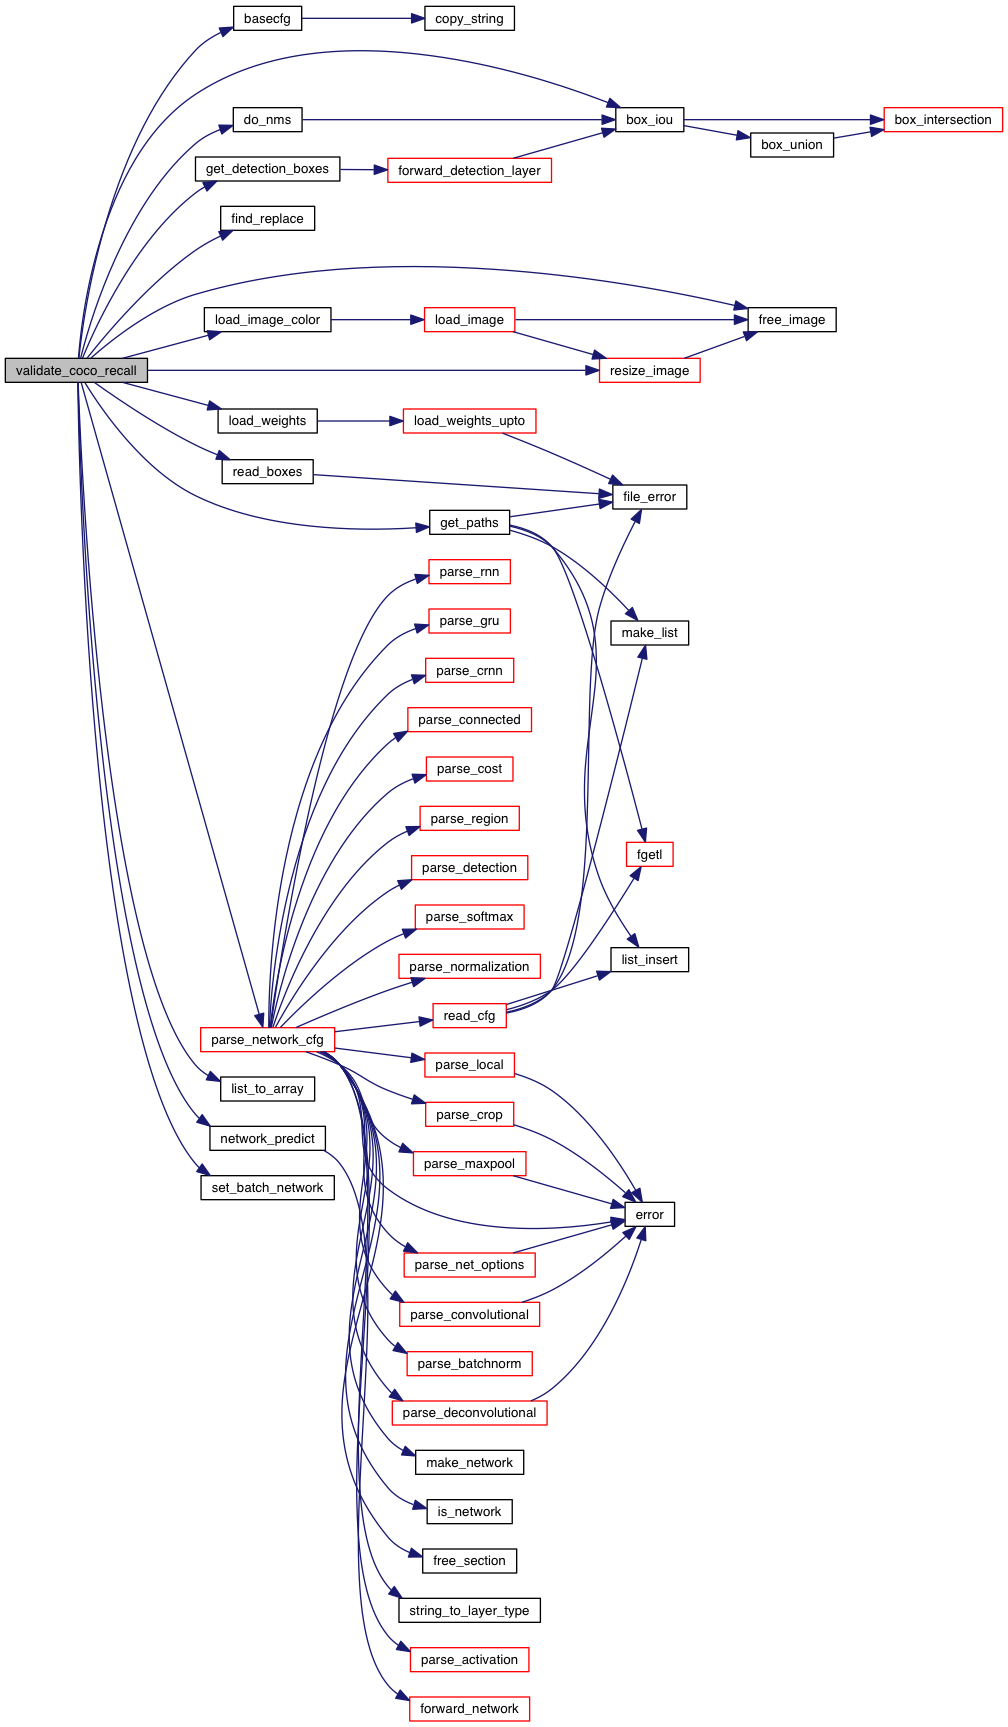 basecfg
copy_string
do_nms
box_iou
box_intersection
box_union
get_detection_boxes
forward_detection_layer
find_replace
load_image_color
load_image
free_image
validate_coco_recall
resize_image
load_weights
load_weights_upto
read_boxes
file_error
get_paths
parse_rnn
parse_gru
make_list
parse_crnn
parse_connected
parse_cost
parse_region
fgetl
parse_detection
parse_softmax
list_insert
parse_normalization
read_cfg
parse_network_cfg
parse_local
list_to_array
parse_crop
network_predict
parse_maxpool
set_batch_network
error
parse_net_options
parse_convolutional
parse_batchnorm
parse_deconvolutional
make_network
is_network
free_section
string_to_layer_type
parse_activation
forward_network